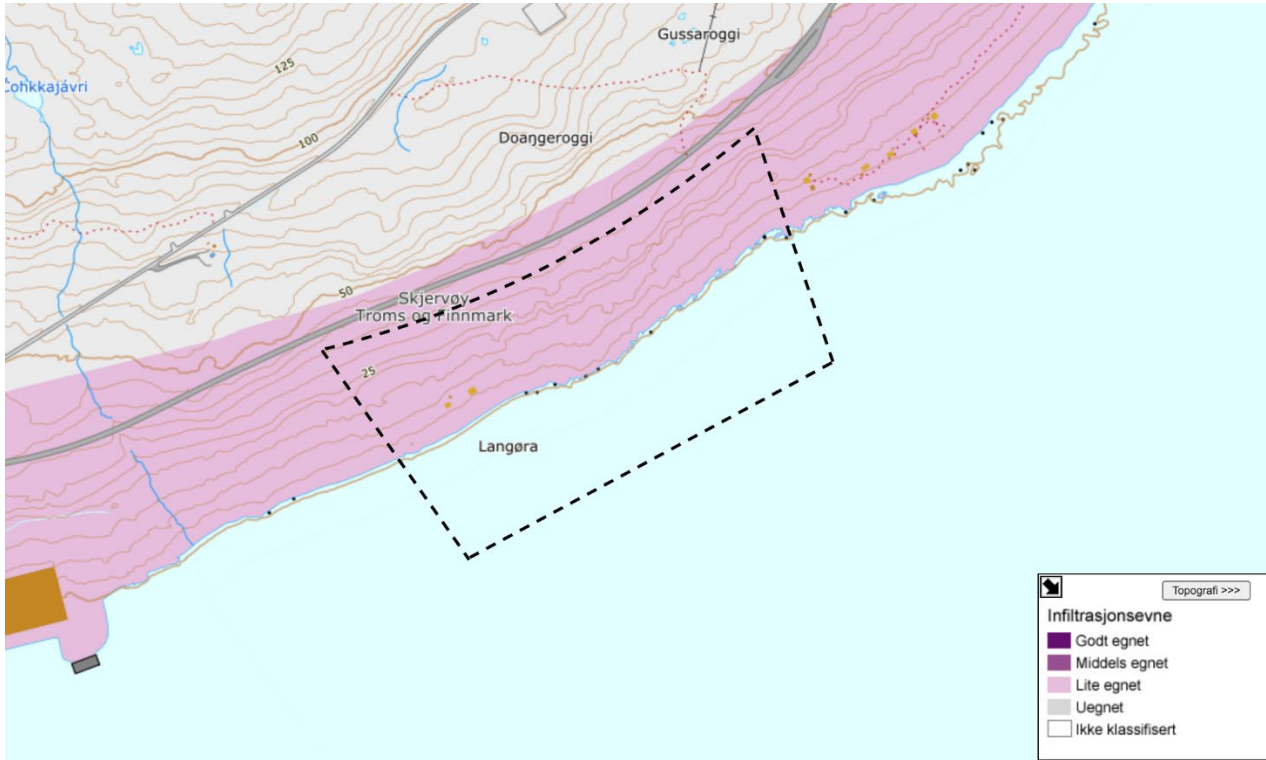 Gussaroggi
125
Čohkkajávri
Doaŋgeroggi
100
50
Skjervøy
Troms og Finnmark
25
Langøra
Topografi >>>
Infiltrasjonsevne
Godt egnet
Middels egnet
Lite egnet
Uegnet
Ikke klassifisert